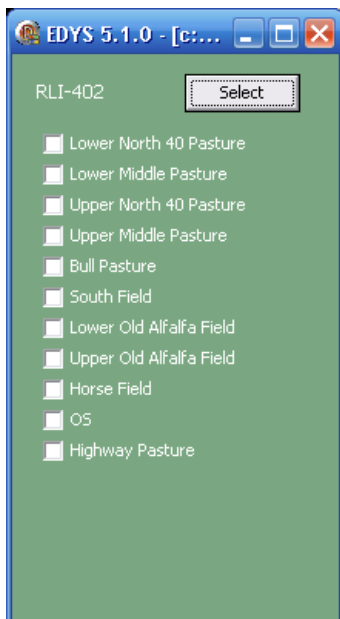 EDYS 5.1.0 - [c:...
RLI-402
Select
Lower North 40 Pasture
Lower Middle Pasture
Upper North 40 Pasture
Upper Middle Pasture
Bull Pasture
South Field
Lower Old Alfalfa Field
Upper Old Alfalfa Field
Horse Field
OS
Highway Pasture